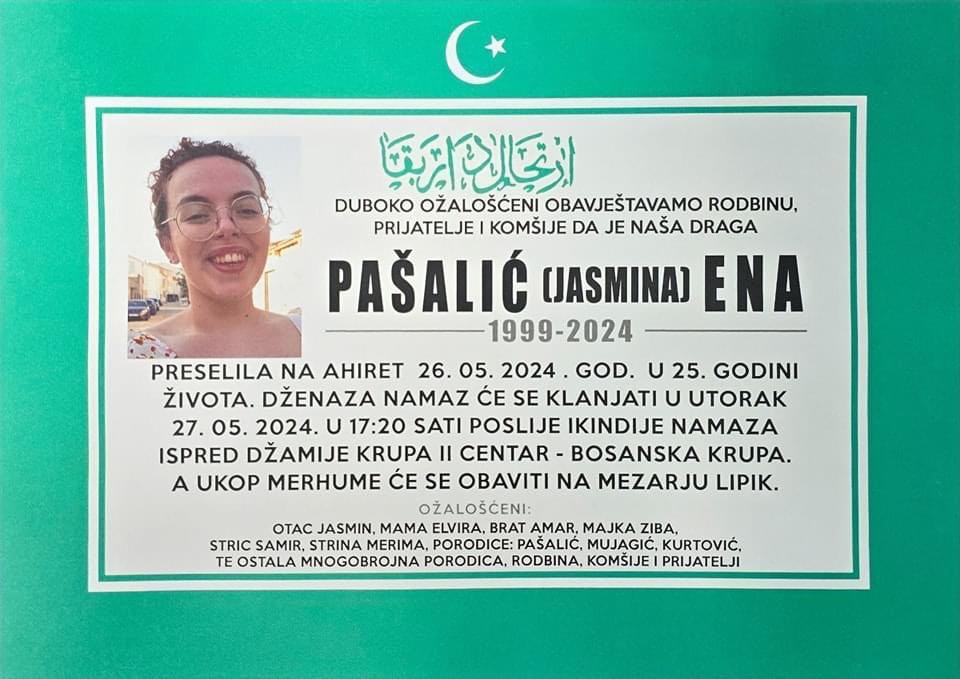 ارتحال دار بقا
DUBOKO OŽALOŠĆENI OBAVJEŠTAVAMO RODBINU,
PRIJATELJE I KOMŠIJE DA JE NAŠA DRAGA
PAŠALIĆ (JASMINA) ENA
1999-2024
PRESELILA NA AHIRET 26. 05. 2024 . GOD. U 25. GODINI
ŽIVOTA. DŽENAZA NAMAZ ĆE SE KLANJATI U UTORAK
27. 05. 2024. U 17:20 SATI POSLIJE IKINDIJE NAMAZA
ISPRED DŽAMIJE KRUPA II CENTAR - BOSANSKA KRUPA.
A UKOP MERHUME ĆE SE OBAVITI NA MEZARJU LIPIK.
OŽALOŠĆENI:
OTAC JASMIN, MAMA ELVIRA, BRAT AMAR, MAJKA ZIBA,
STRIC SAMIR, STRINA MERIMA, PORODICE: PAŠALIĆ, MUJAGIĆ, KURTOVIĆ,
TE OSTALA MNOGOBROJNA PORODICA, RODBINA, KOMŠIJE I PRIJATELJI